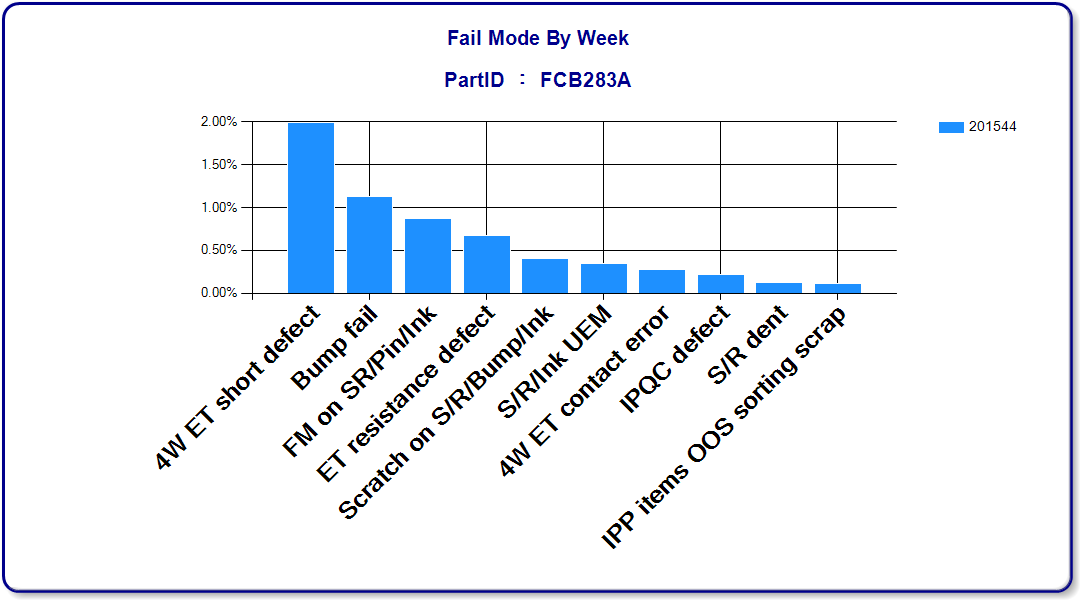 Fail Mode By Week
PartID : FCB283A
201544
2.00%
1.50%
1.00%
0.50%
0.00%
4W ET short defect
Bump fail
FM on SR/Pin/Ink
ET resistance defect
Scratch on S/R/Bump/Ink
S/R/Ink UEM
4W ET contact error
IPQC defect
S/R dent
IPP items OOS sorting scrap